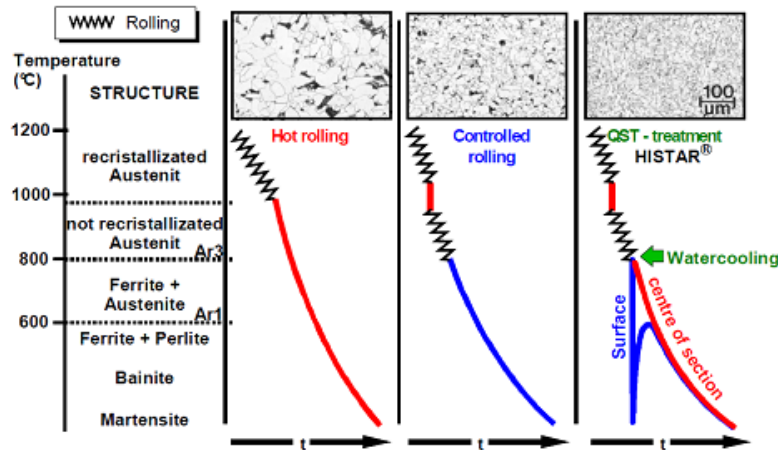 Rolling
Temperature
(°C)
STRUCTURE
1200
recristallizated
Austenit
1000
not recristallizated
Austenit
Ar3
800
Ferrite +
Austenite
Ar1
600
Ferrite + Perlite
Bainite
Martensite
Hot rolling
t
Controlled
rolling
t
100
µm
QST - treatment
HISTAR®
Watercooling
Surface
centre of section
t